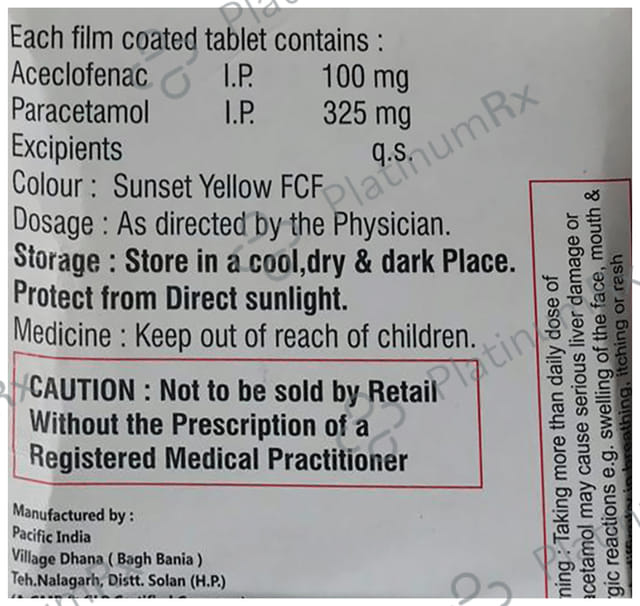 Each film coated tablet contains :
Aceclofenac I.P. 100 mg
Paracetamol I.P. 325 mg
Excipients q.s.
Colour : Sunset Yellow FCF
Dosage : As directed by the Physician.
Storage : Store in a cool,dry & dark Place.
Protect from Direct sunlight.
Medicine : Keep out of reach of children.
CAUTION : Not to be sold by Retail
Without the Prescription of a
Registered Medical Practitioner
Manufactured by :
Pacific India
Village Dhana ( Bagh Bania )
Teh.Nalagarh, Distt. Solan (H.P.)
ning : Taking more than daily dose of
acetamol may cause serious liver damage or
rgic reactions e.g. swelling of the face, mouth &
in breathing, itching or rash
PlatinumRx
PlatinumRx
PlatinumRx